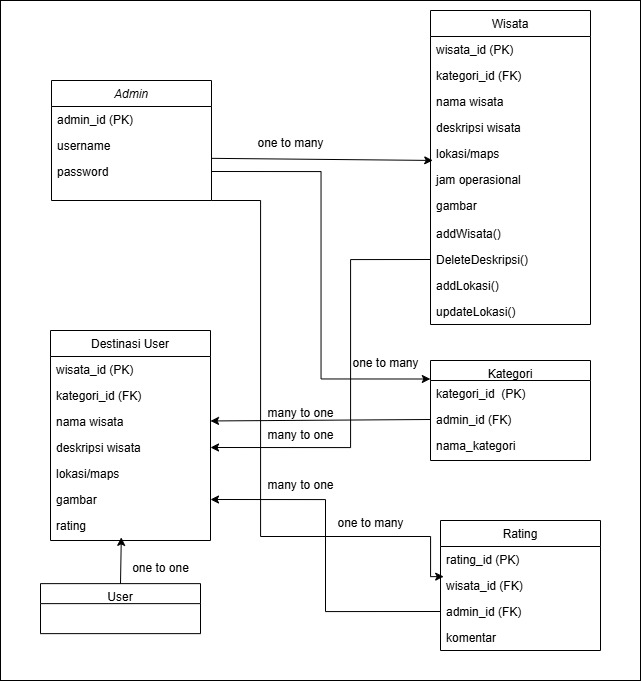 Wisata
wisata_id (PK)
kategori_id (FK)
nama wisata
deskripsi wisata
lokasi/maps
jam operasional
gambar
addWisata()
DeleteDeskripsi()
addLokasi()
updateLokasi()
Admin
admin_id (PK)
username
password
one to many
Destinasi User
wisata_id (PK)
kategori_id (FK)
nama wisata
deskripsi wisata
lokasi/maps
gambar
rating
one to many
Kategori
kategori_id (PK)
admin_id (FK)
nama_kategori
many to one
many to one
many to one
one to many
Rating
rating_id (PK)
wisata_id (FK)
admin_id (FK)
komentar
one to one
User